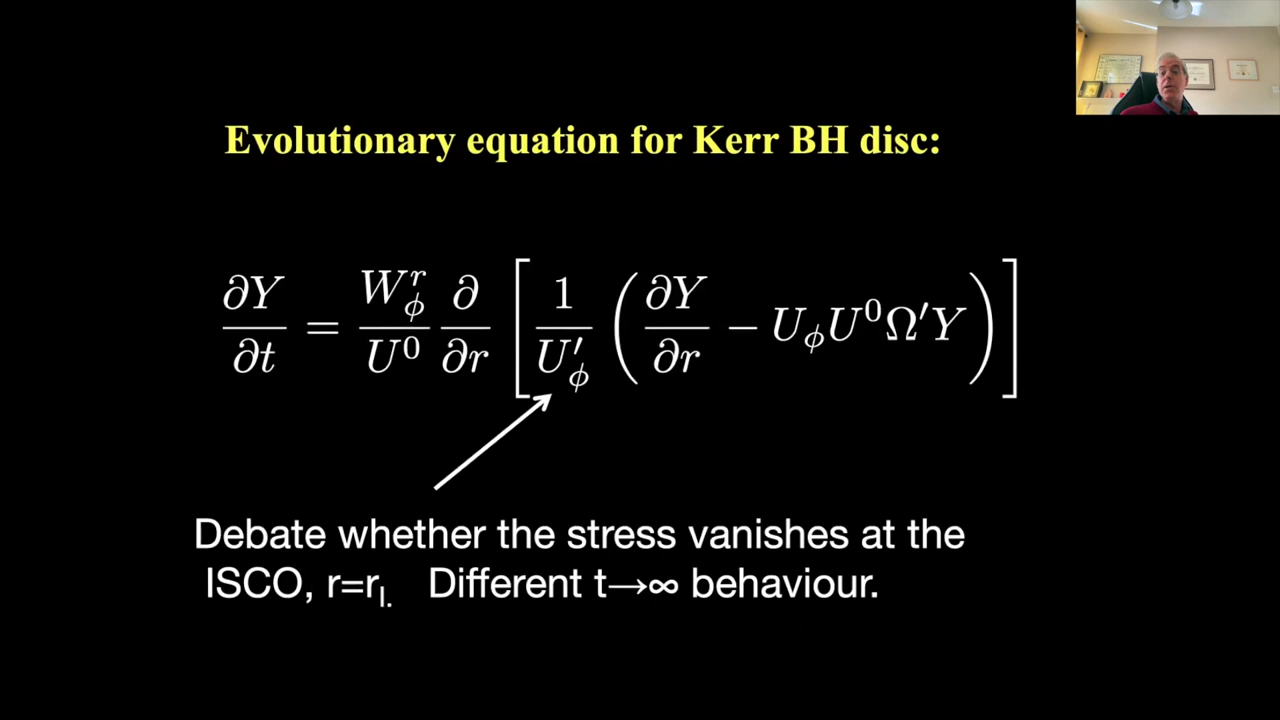 Evolutionary equation for Kerr BH disc:
∂Y/∂t = W^r_ϕ/U^0 ∂/∂r [ 1/U′_ϕ ( ∂Y/∂r − U_ϕ U^0 Ω′ Y ) ]
Debate whether the stress vanishes at the
ISCO, r=r_I. Different t→∞ behaviour.